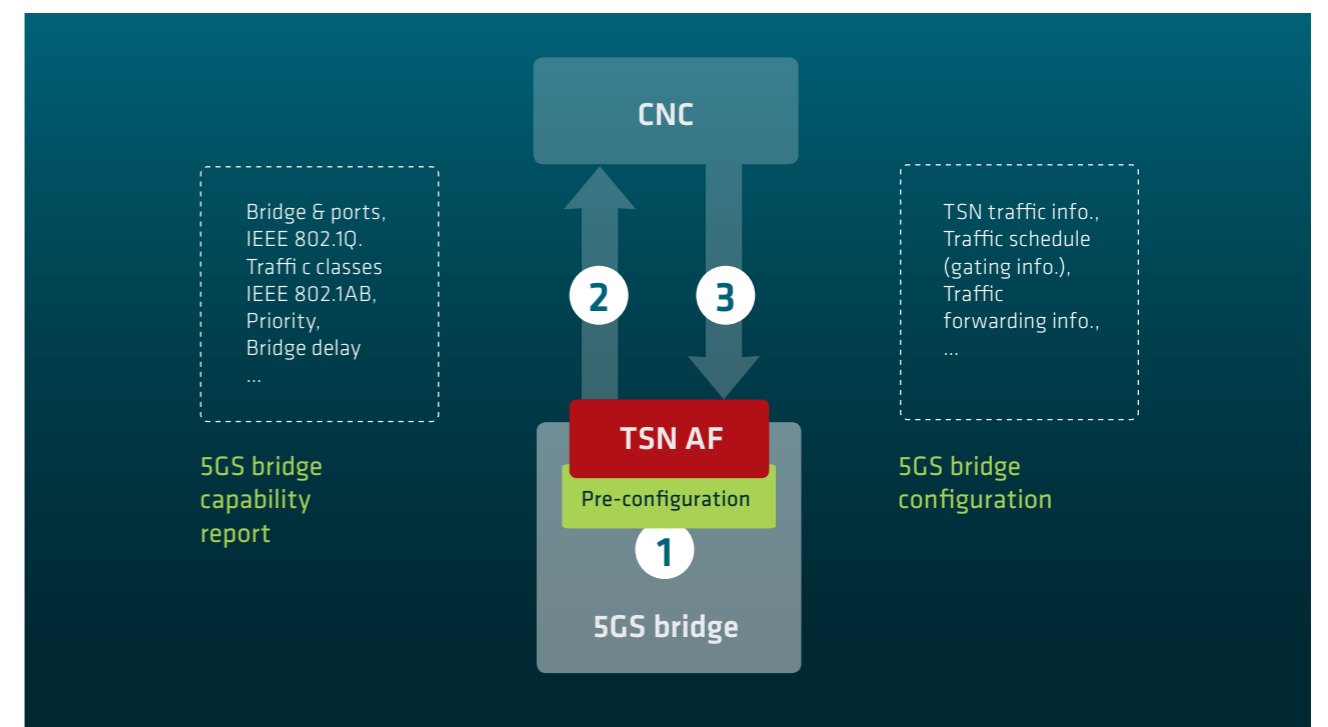 CNC
Bridge & ports,
IEEE 802.1Q.
Traffi c classes
IEEE 802.1AB,
Priority,
Bridge delay
...
5GS bridge
capability
report
2
3
TSN traffic info.,
Traffic schedule
(gating info.),
Traffic
forwarding info.,
...
5GS bridge
configuration
TSN AF
Pre-configuration
1
5GS bridge